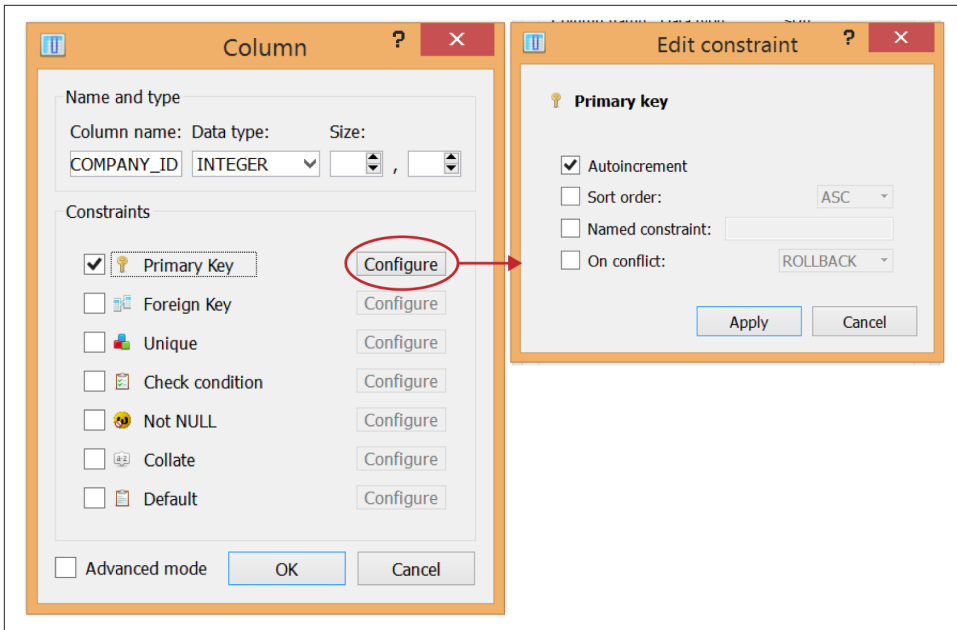 Column ?
Name and type
Column name: Data type: Size:
COMPANY_ID INTEGER ,
Constraints
Primary Key Configure
Foreign Key Configure
Unique Configure
Check condition Configure
Not NULL Configure
Collate Configure
Default Configure
Advanced mode OK Cancel
Edit constraint ?
Primary key
Autoincrement
Sort order: ASC
Named constraint:
On conflict: ROLLBACK
Apply Cancel